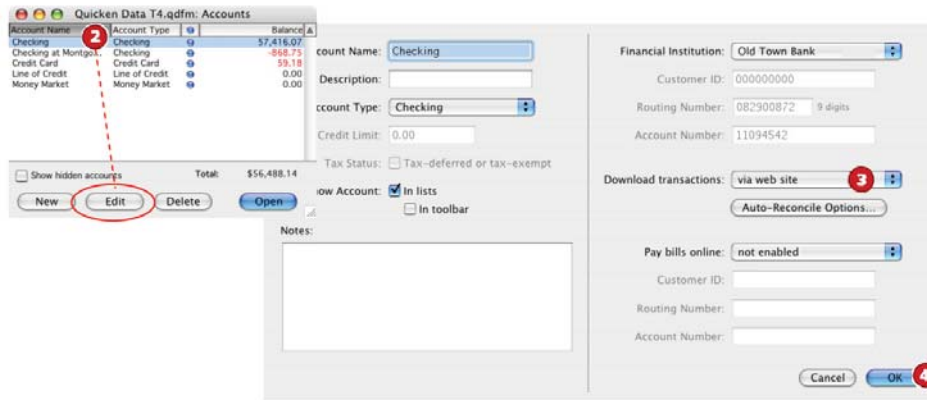 Quicken Data T4.qdfm: Accounts
Account Name Account Type Balance
2
Checking Checking 57,416.07
Checking at Montgo... Checking -868.75
Credit Card Credit Card 59.18
Line of Credit Line of Credit 0.00
Money Market Money Market 0.00
Show hidden accounts Total: $56,488.14
New Edit Delete Open
ccount Name: Checking
Description:
ccount Type: Checking
Credit Limit: 0.00
Tax Status: Tax-deferred or tax-exempt
ow Account: In lists
In toolbar
Notes:
Financial Institution: Old Town Bank
Customer ID: 000000000
Routing Number: 082900872 9 digits
Account Number: 11094542
Download transactions: via web site 3
Auto-Reconcile Options...
Pay bills online: not enabled
Customer ID:
Routing Number:
Account Number:
Cancel OK 4